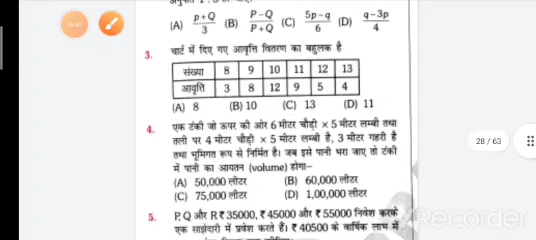 (A) p+Q/3 (B) P-Q/P+Q (C) 5p-q/6 (D) q-3p/4
3. चार्ट में दिए गए आवृत्ति वितरण का बहुलक है
संख्या 8 9 10 11 12 13
आवृति 3 8 12 9 5 4
(A) 8 (B) 10 (C) 13 (D) 11
4. एक टंकी जो ऊपर की ओर 6 मीटर चौड़ी × 5 मीटर लम्बी तथा
तली पर 4 मीटर चौड़ी × 5 मीटर लम्बी है, 3 मीटर गहरी है
तथा भूमिगत रूप से निर्मित है। जब इसे पानी भरा जाए तो टंकी
में पानी का आयतन (volume) होगा–
(A) 50,000 लीटर (B) 60,000 लीटर
(C) 75,000 लीटर (D) 1,00,000 लीटर
28 / 63
5. P, Q और R ₹ 35000, ₹ 45000 और ₹ 55000 निवेश करके
एक साझेदारी में प्रवेश करते हैं। ₹ 40500 के वार्षिक लाभ में
Recorder